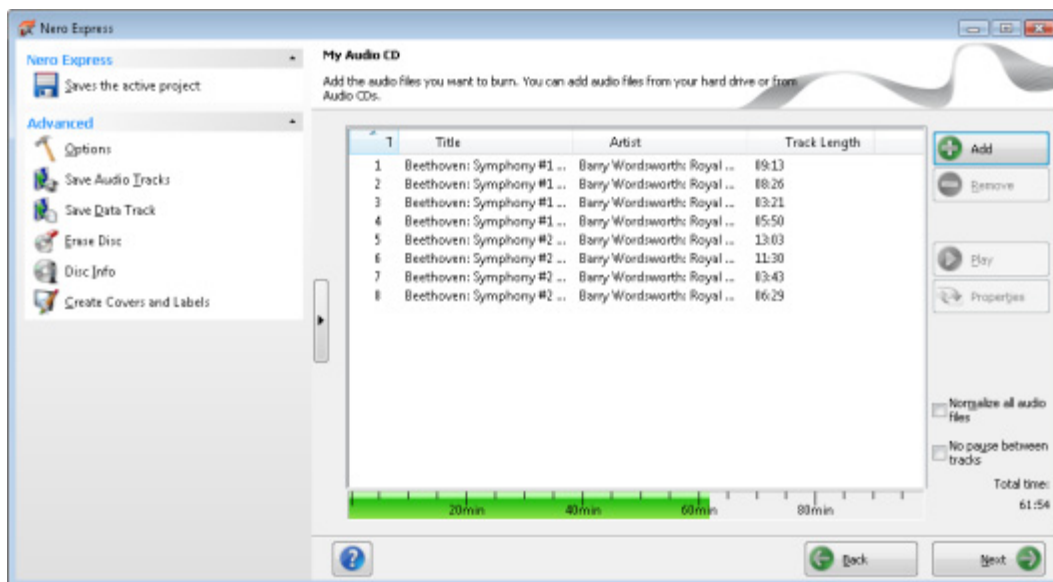 Nero Express
Nero Express
Saves the active project
Advanced
Options
Save Audio Tracks
Save Data Track
Erase Disc
Disc Info
Create Covers and Labels
My Audio CD
Add the audio files you want to burn. You can add audio files from your hard drive or from
Audio CDs.
Title Artist Track Length
1 Beethoven: Symphony #1 ... Barry Wordsworth: Royal ... 09:13
2 Beethoven: Symphony #1 ... Barry Wordsworth: Royal ... 08:26
3 Beethoven: Symphony #1 ... Barry Wordsworth: Royal ... 03:21
4 Beethoven: Symphony #1 ... Barry Wordsworth: Royal ... 05:50
5 Beethoven: Symphony #2 ... Barry Wordsworth: Royal ... 13:03
6 Beethoven: Symphony #2 ... Barry Wordsworth: Royal ... 11:30
7 Beethoven: Symphony #2 ... Barry Wordsworth: Royal ... 03:43
8 Beethoven: Symphony #2 ... Barry Wordsworth: Royal ... 06:29
20min 40min 60min 80min
Add
Remove
Play
Properties
Normalize all audio
files
No pause between
tracks
Total time:
61:54
Back
Next